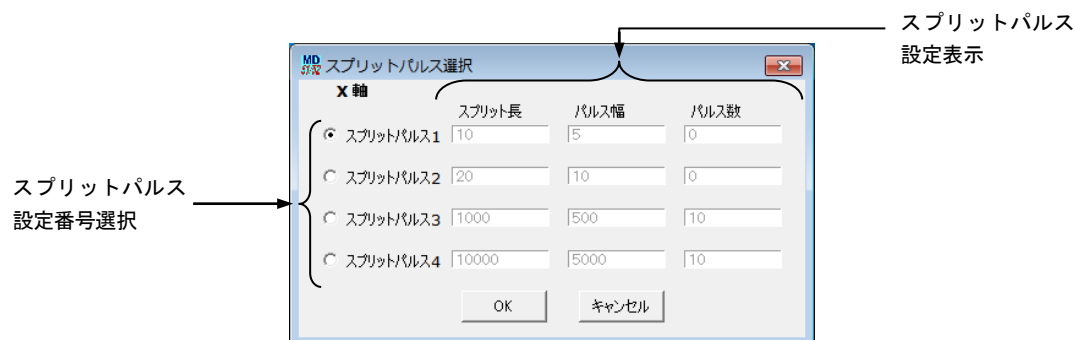 スプリットパルス
設定表示
MD
スプリットパルス選択
X 軸
スプリット長 パルス幅 パルス数
スプリットパルス1 10 5 0
スプリットパルス2 20 10 0
スプリットパルス
設定番号選択
スプリットパルス3 1000 500 10
スプリットパルス4 10000 5000 10
OK キャンセル